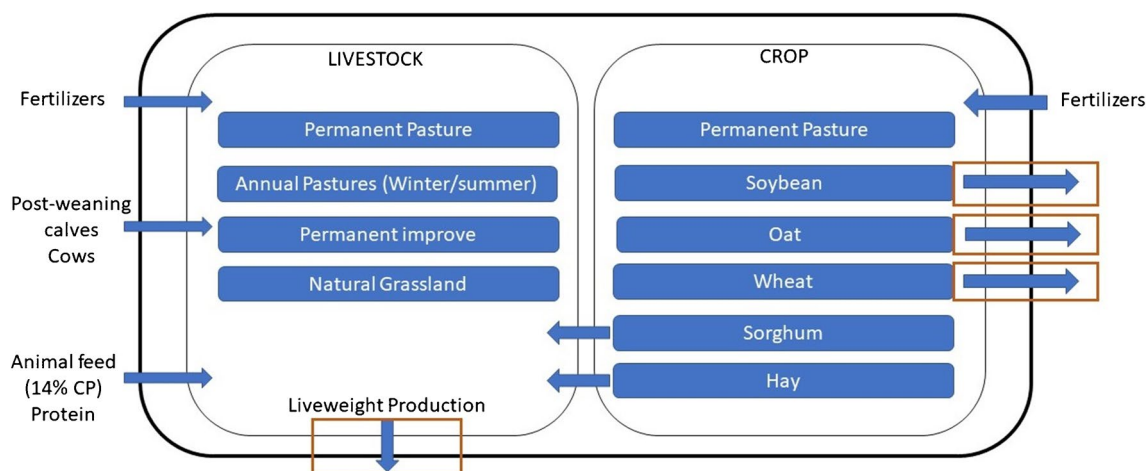 LIVESTOCK
CROP
Fertilizers
Fertilizers
Permanent Pasture
Permanent Pasture
Annual Pastures (Winter/summer)
Soybean
Post-weaning
calves
Cows
Permanent improve
Oat
Natural Grassland
Wheat
Sorghum
Animal feed
(14% CP)
Protein
Hay
Liveweight Production